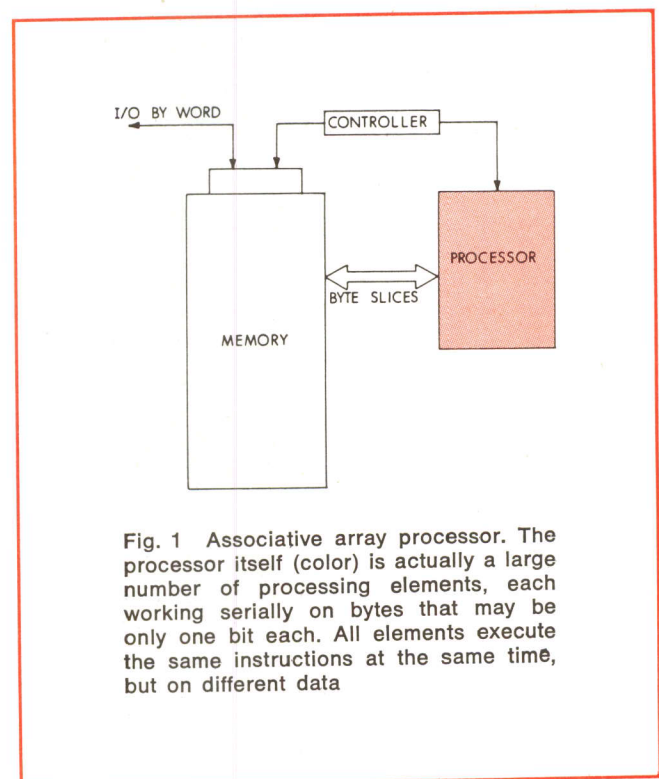 I/O BY WORD
CONTROLLER
PROCESSOR
BYTE SLICES
MEMORY
Fig. 1 Associative array processor. The
processor itself (color) is actually a large
number of processing elements, each
working serially on bytes that may be
only one bit each. All elements execute
the same instructions at the same time,
but on different data